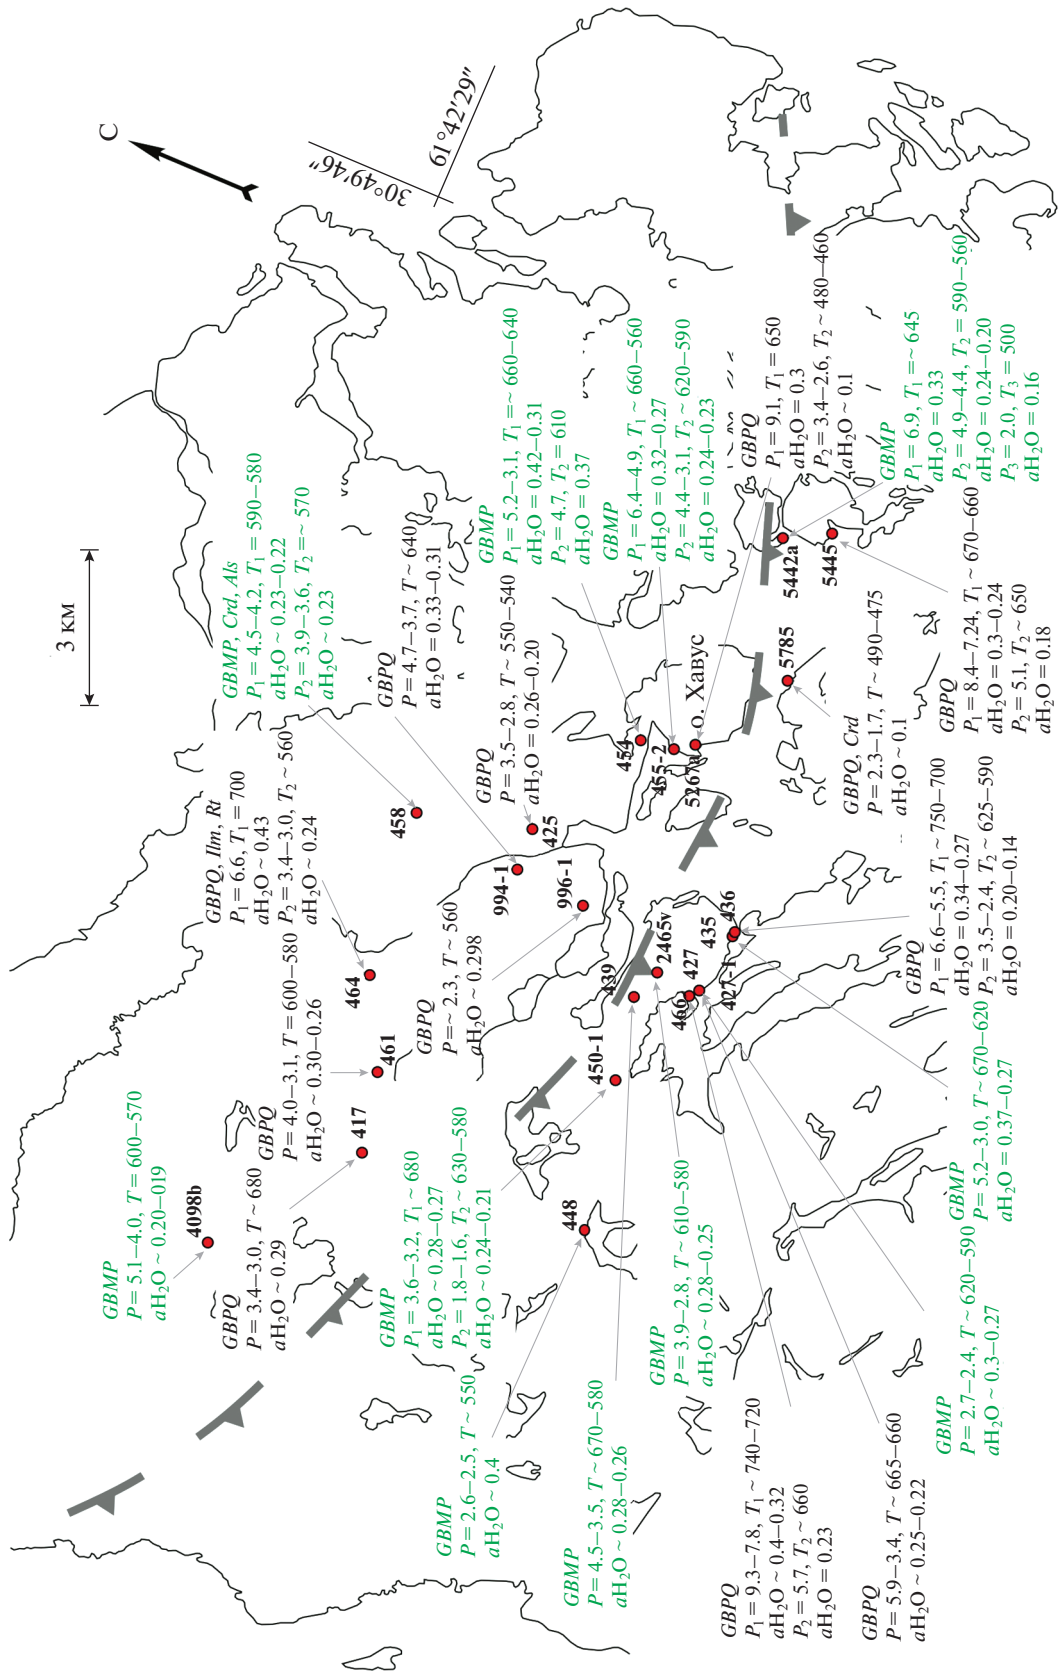 3 км
С
30°49′46″
61°42′29″
GBMP
P = 5.1–4.0, T = 600–570
aH₂O ~ 0.20–019
4098b
GBPQ
P = 3.4–3.0, T ~ 680
aH₂O ~ 0.29
417
GBPQ
P = 4.0–3.1, T = 600–580
aH₂O ~ 0.30–0.26
461
GBPQ, Ilm, Rt
P₁ = 6.6, T₁ = 700
aH₂O ~ 0.43
P₂ = 3.4–3.0, T₂ ~ 560
aH₂O ~ 0.24
464
GBMP, Crd, Als
P₁ = 4.5–4.2, T₁ = 590–580
aH₂O ~ 0.23–0.22
P₂ = 3.9–3.6, T₂ =~ 570
aH₂O ~ 0.23
458
GBPQ
P = 4.7–3.7, T ~ 640
aH₂O = 0.33–0.31
994-1
GBPQ
P = 3.5–2.8, T ~ 550–540
aH₂O = 0.26–0.20
425
GBPQ
P =~ 2.3, T ~ 560
aH₂O ~ 0.298
996-1
GBMP
P₁ = 5.2–3.1, T₁ =~ 660–640
aH₂O = 0.42–0.31
P₂ = 4.7, T₂ = 610
aH₂O = 0.37
454
GBMP
P₁ = 6.4–4.9, T₁ ~ 660–560
aH₂O = 0.32–0.27
P₂ = 4.4–3.1, T₂ ~ 620–590
aH₂O = 0.24–0.23
455-2
о. Хавус
5267a
GBPQ
P₁ = 9.1, T₁ = 650
aH₂O = 0.3
P₂ = 3.4–2.6, T₂ ~ 480–460
aH₂O ~ 0.1
GBMP
P₁ = 6.9, T₁ =~ 645
aH₂O = 0.33
P₂ = 4.9–4.4, T₂ = 590–560
aH₂O = 0.24–0.20
P₃ = 2.0, T₃ = 500
aH₂O = 0.16
5442a
5445
GBPQ
P₁ = 8.4–7.24, T₁ ~ 670–660
aH₂O = 0.3–0.24
P₂ = 5.1, T₂ ~ 650
aH₂O = 0.18
5785
GBPQ, Crd
P = 2.3–1.7, T ~ 490–475
aH₂O ~ 0.1
GBMP
P₁ = 3.6–3.2, T₁ ~ 680
aH₂O ~ 0.28–0.27
P₂ = 1.8–1.6, T₂ ~ 630–580
aH₂O ~ 0.24–0.21
450-1
448
GBMP
P = 2.6–2.5, T ~ 550
aH₂O ~ 0.4
439
GBMP
P = 4.5–3.5, T ~ 670–580
aH₂O ~ 0.28–0.26
2465v
GBMP
P = 3.9–2.8, T ~ 610–580
aH₂O ~ 0.28–0.25
466
427
427-1
435
436
GBPQ
P₁ = 6.6–5.5, T₁ ~ 750–700
aH₂O = 0.34–0.27
P₂ = 3.5–2.4, T₂ ~ 625–590
aH₂O = 0.20–0.14
GBMP
P = 5.2–3.0, T ~ 670–620
aH₂O = 0.37–0.27
GBMP
P = 2.7–2.4, T ~ 620–590
aH₂O ~ 0.3–0.27
GBPQ
P₁ = 9.3–7.8, T₁ ~ 740–720
aH₂O ~ 0.4–0.32
P₂ = 5.7, T₂ ~ 660
aH₂O = 0.23
GBPQ
P = 5.9–3.4, T ~ 665–660
aH₂O ~ 0.25–0.22